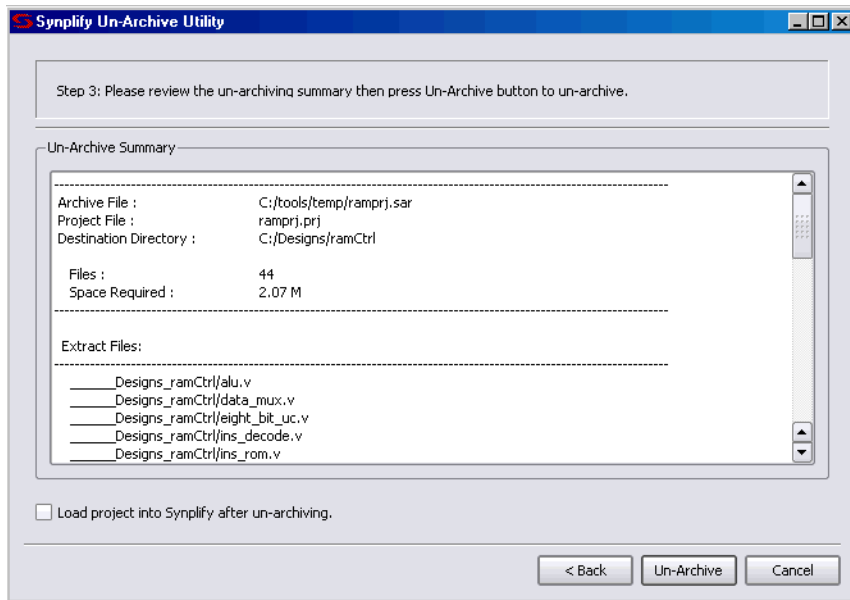 Synplify Un-Archive Utility
Step 3: Please review the un-archiving summary then press Un-Archive button to un-archive.
Un-Archive Summary
--------------------------------------------------------------------------------
Archive File : C:/tools/temp/ramprj.sar
Project File : ramprj.prj
Destination Directory : C:/Designs/ramCtrl
Files : 44
Space Required : 2.07 M
--------------------------------------------------------------------------------
Extract Files:
--------------------------------------------------------------------------------
______Designs_ramCtrl/alu.v
______Designs_ramCtrl/data_mux.v
______Designs_ramCtrl/eight_bit_uc.v
______Designs_ramCtrl/ins_decode.v
______Designs_ramCtrl/ins_rom.v
Load project into Synplify after un-archiving.
< Back Un-Archive Cancel